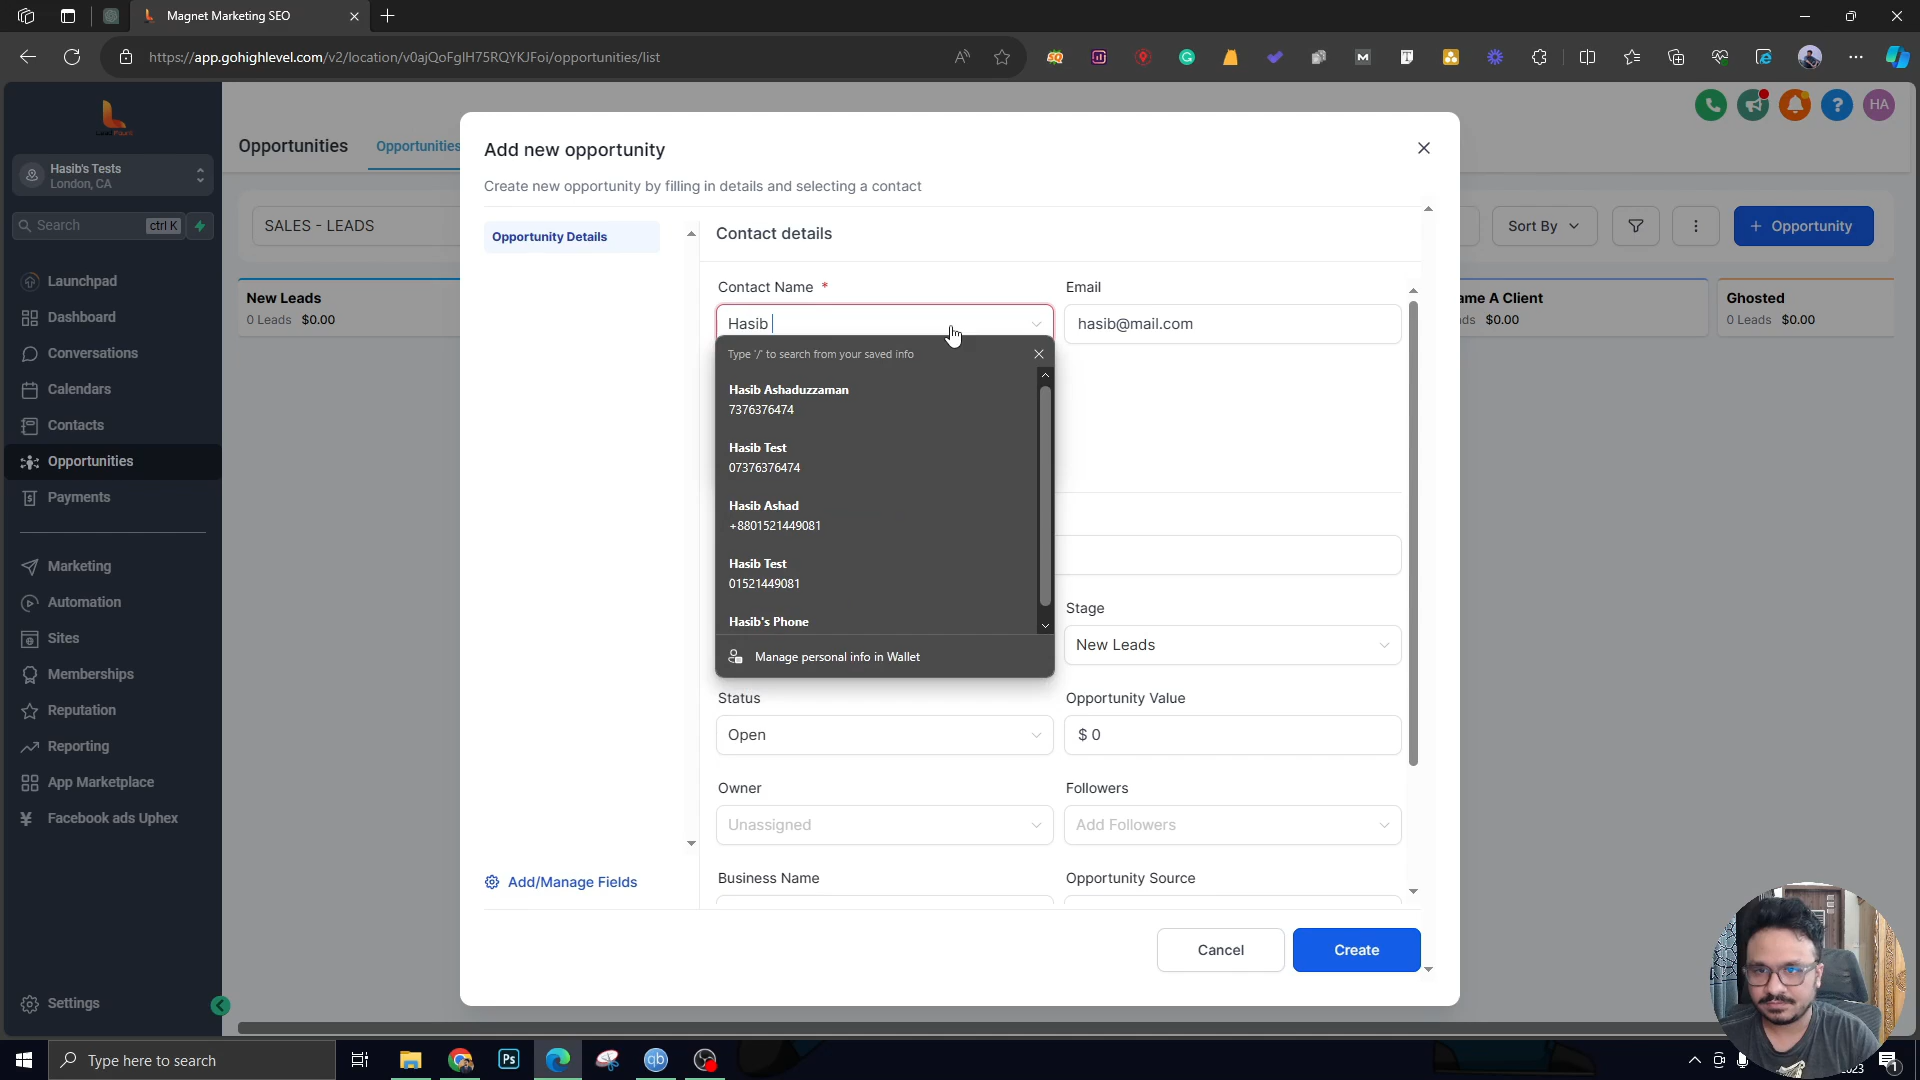 Magnet Marketing SEO
https://app.gohighlevel.com/v2/location/v0ajQoFglH75RQYKJFoi/opportunities/list
Hasib's Tests
London, CA
Search
ctrl K
Launchpad
Dashboard
Conversations
Calendars
Contacts
Opportunities
Payments
Marketing
Automation
Sites
Memberships
Reputation
Reporting
App Marketplace
Facebook ads Uphex
Settings
Opportunities
Opportunities
HA
SALES - LEADS
Sort By
+ Opportunity
New Leads
0 Leads $0.00
ame A Client
ds $0.00
Ghosted
0 Leads $0.00
Add new opportunity
Create new opportunity by filling in details and selecting a contact
Opportunity Details
Add/Manage Fields
Contact details
Contact Name *
Email
Hasib
hasib@mail.com
Type '/' to search from your saved info
Hasib Ashaduzzaman
7376376474
Hasib Test
07376376474
Hasib Ashad
+8801521449081
Hasib Test
01521449081
Hasib's Phone
Manage personal info in Wallet
Stage
New Leads
Status
Opportunity Value
Open
$ 0
Owner
Followers
Unassigned
Add Followers
Business Name
Opportunity Source
Cancel
Create
Type here to search
Ps
qb
2023
1